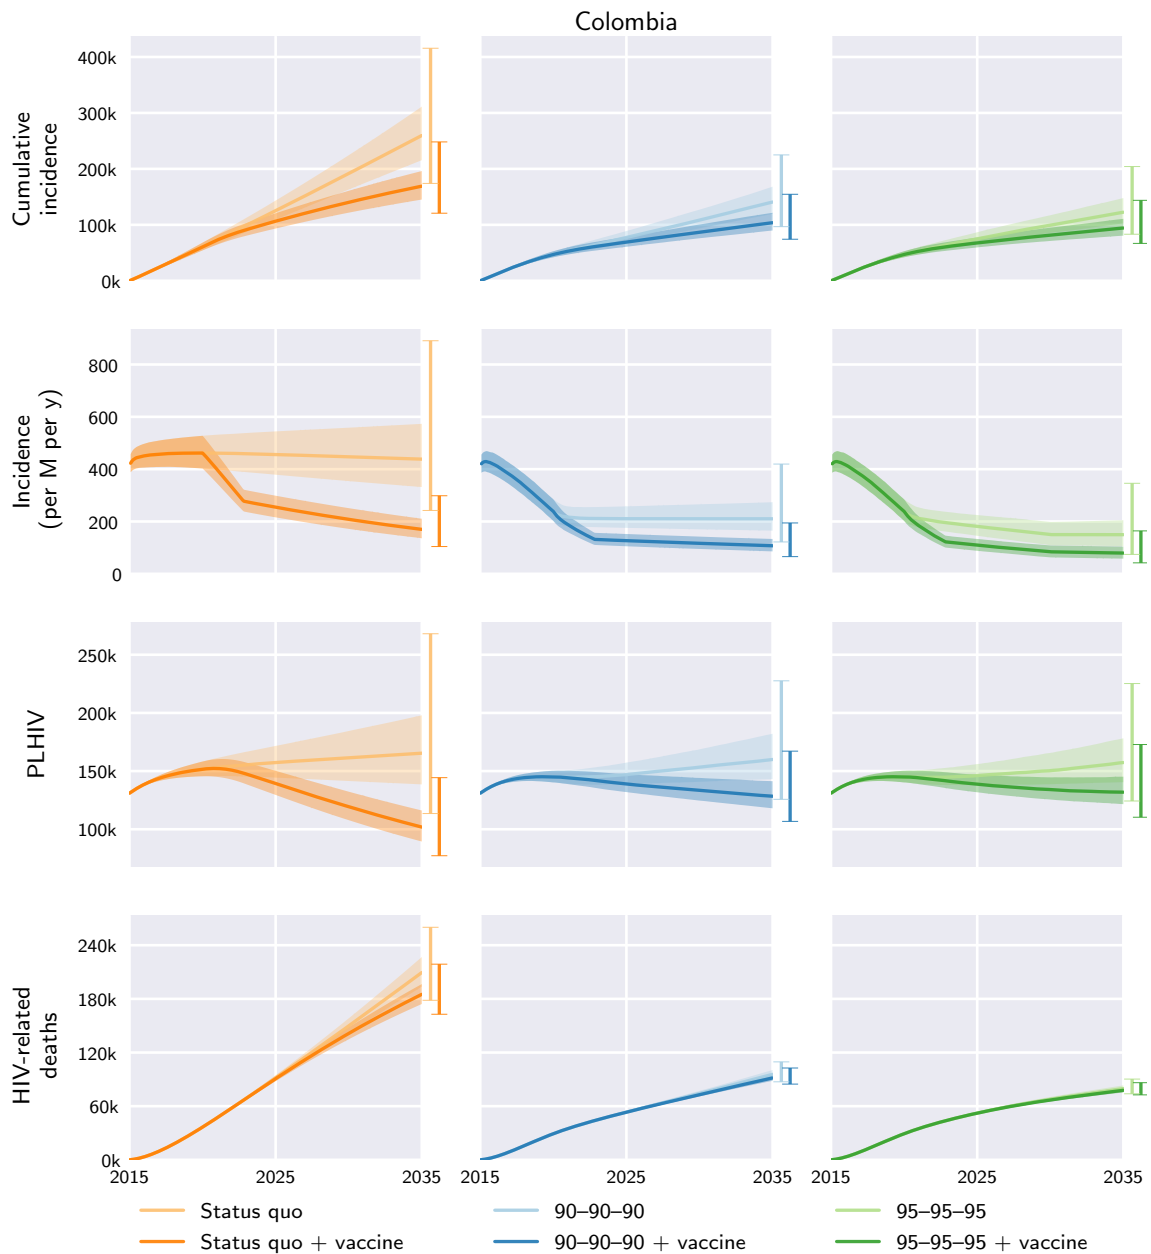 Colombia
Cumulative
incidence
400k
300k
200k
100k
0k
Incidence
(per M per y)
800
600
400
200
0
PLHIV
250k
200k
150k
100k
HIV-related
deaths
240k
180k
120k
60k
0k
2015 2025 2035 2015 2025 2035 2015 2025 2035
Status quo 90–90–90 95–95–95
Status quo + vaccine 90–90–90 + vaccine 95–95–95 + vaccine